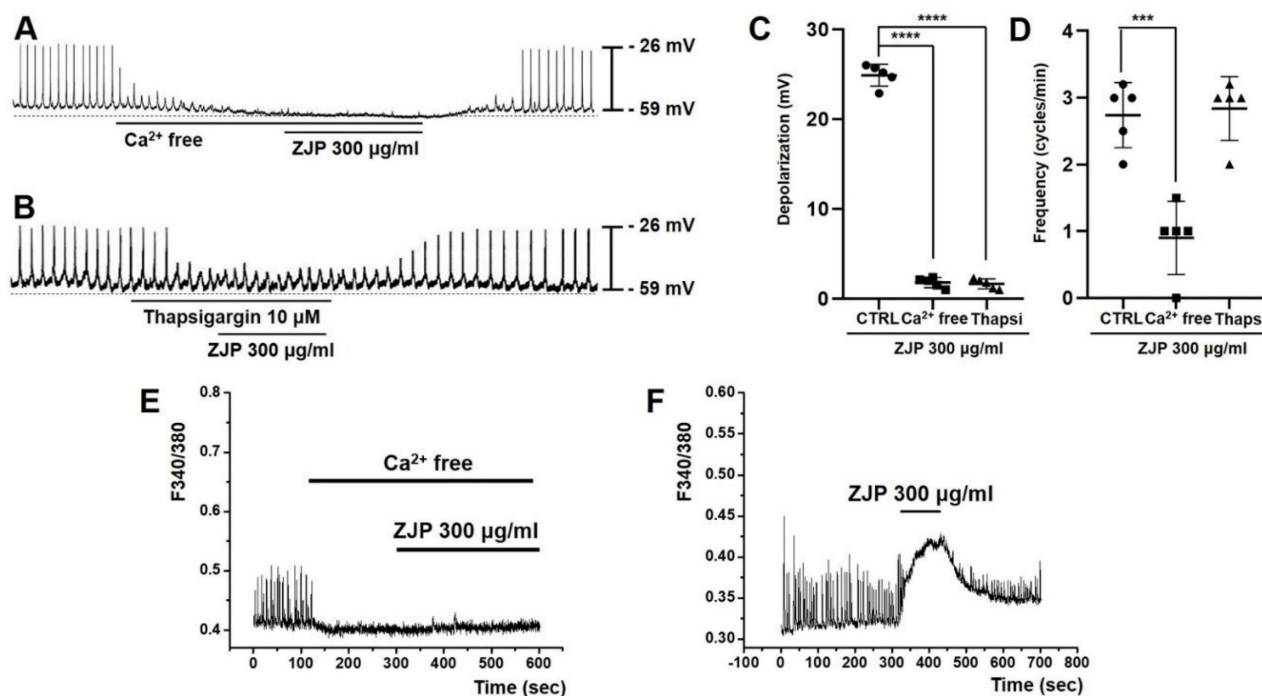 A
- 26 mV
- 59 mV
Ca²⁺ free
ZJP 300 µg/ml
B
- 26 mV
- 59 mV
Thapsigargin 10 µM
ZJP 300 µg/ml
C
Depolarization (mV)
****
****
30
20
10
0
CTRL Ca²⁺ free Thapsi
ZJP 300 µg/ml
D
Frequency (cycles/min)
***
4
3
2
1
0
CTRL Ca²⁺ free Thaps
ZJP 300 µg/ml
E
F340/380
0.8
0.7
0.6
0.5
0.4
Ca²⁺ free
ZJP 300 µg/ml
0 100 200 300 400 500 600
Time (sec)
F
F340/380
0.60
0.55
0.50
0.45
0.40
0.35
0.30
ZJP 300 µg/ml
-100 0 100 200 300 400 500 600 700 800
Time (sec)